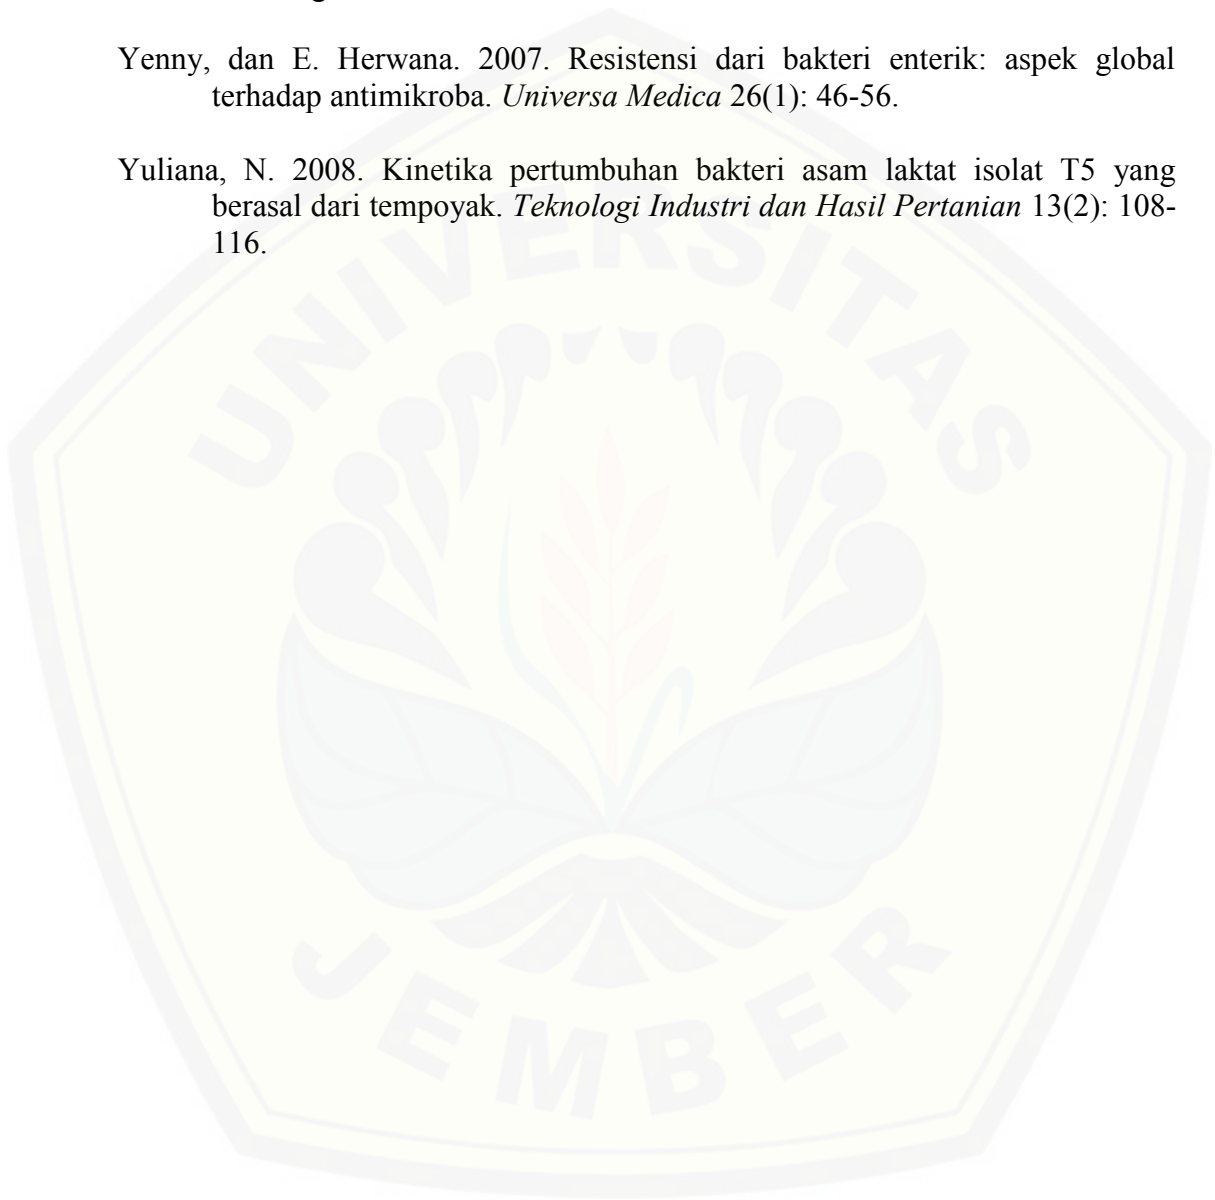 Yenny, dan E. Herwana. 2007. Resistensi dari bakteri enterik: aspek global
terhadap antimikroba. Universa Medica 26(1): 46-56.
Yuliana, N. 2008. Kinetika pertumbuhan bakteri asam laktat isolat T5 yang
berasal dari tempoyak. Teknologi Industri dan Hasil Pertanian 13(2): 108-
116.
UNIVERSITAS
JEMBER